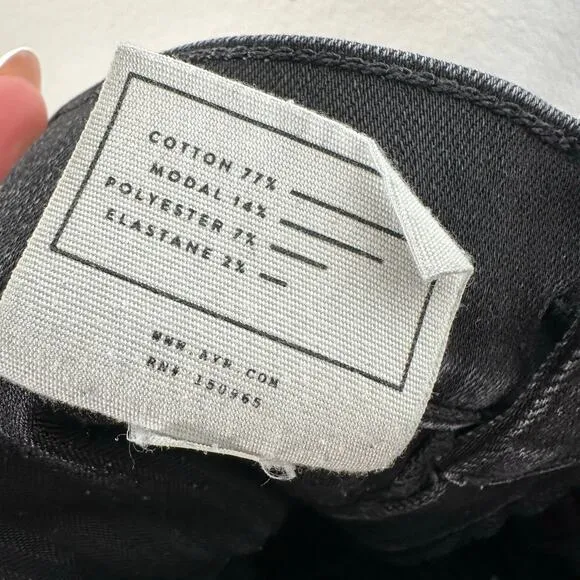 COTTON 77%
MODAL 14%
POLYESTER 7%
ELASTANE 2%
WWW.AYR.COM
RN# 150965